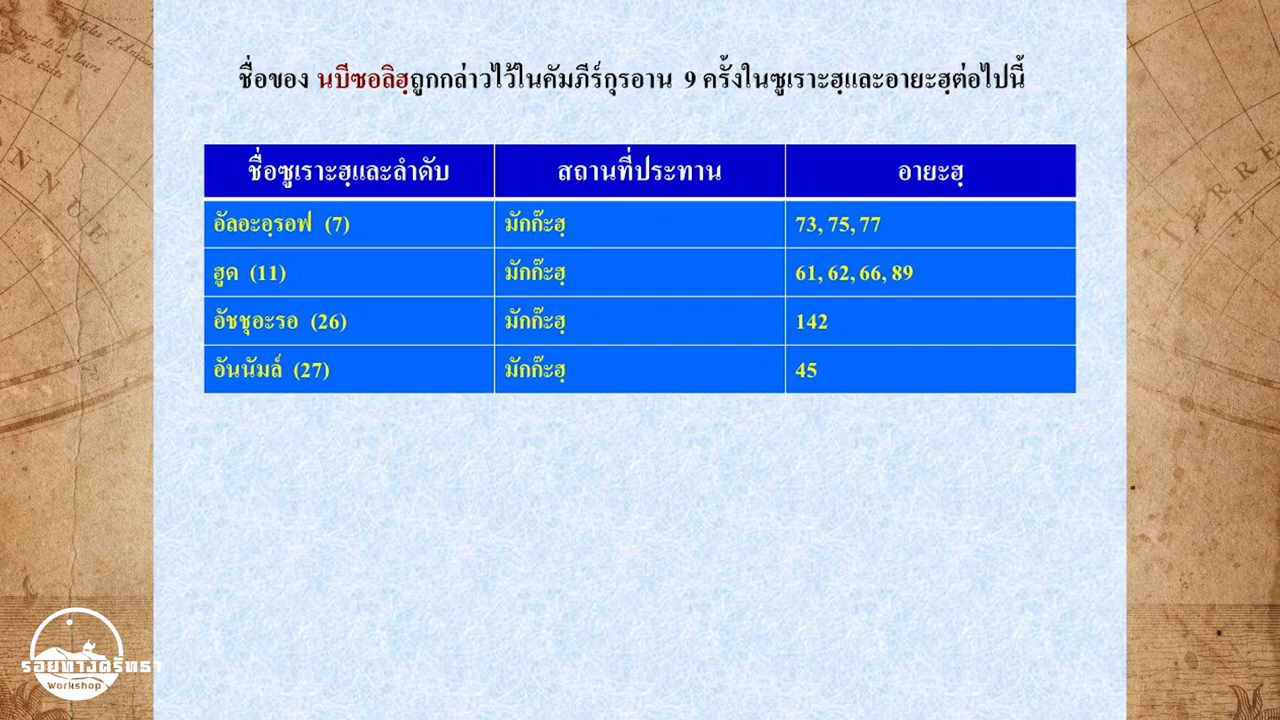 ชื่อของ นบีซอลิฮฺถูกกล่าวไว้ในคัมภีร์กุรอาน 9 ครั้งในซูเราะฮฺและอายะฮฺต่อไปนี้
ชื่อซูเราะฮฺและลำดับ สถานที่ประทาน อายะฮฺ
อัลอะอฺรอฟ (7) มักก๊ะฮฺ 73, 75, 77
ฮูด (11) มักก๊ะฮฺ 61, 62, 66, 89
อัชชุอะรอ (26) มักก๊ะฮฺ 142
อันนัมล์ (27) มักก๊ะฮฺ 45
รอยทางศรัทธา
Workshop